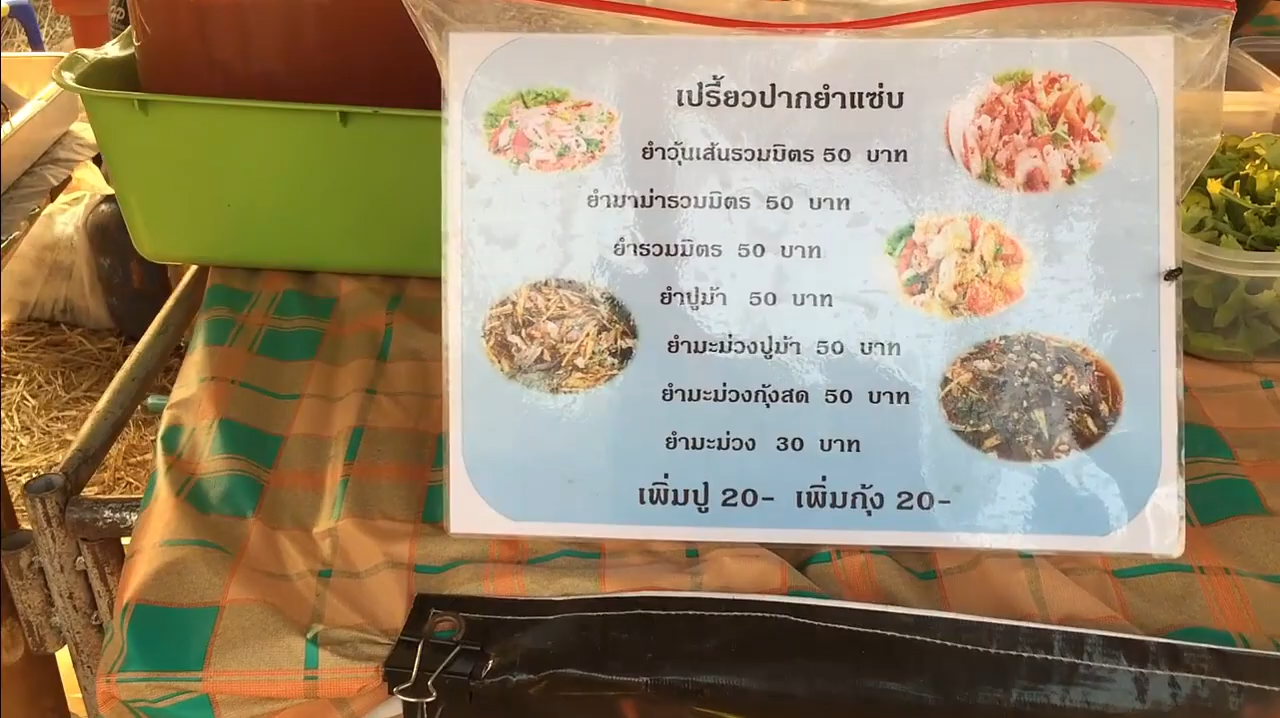 เปรี้ยวปากยำแซ่บ
ยำวุ้นเส้นรวมมิตร 50 บาท
ยำมาม่ารวมมิตร 50 บาท
ยำรวมมิตร 50 บาท
ยำปูม้า 50 บาท
ยำมะม่วงปูม้า 50 บาท
ยำมะม่วงกุ้งสด 50 บาท
ยำมะม่วง 30 บาท
เพิ่มปู 20- เพิ่มกุ้ง 20-